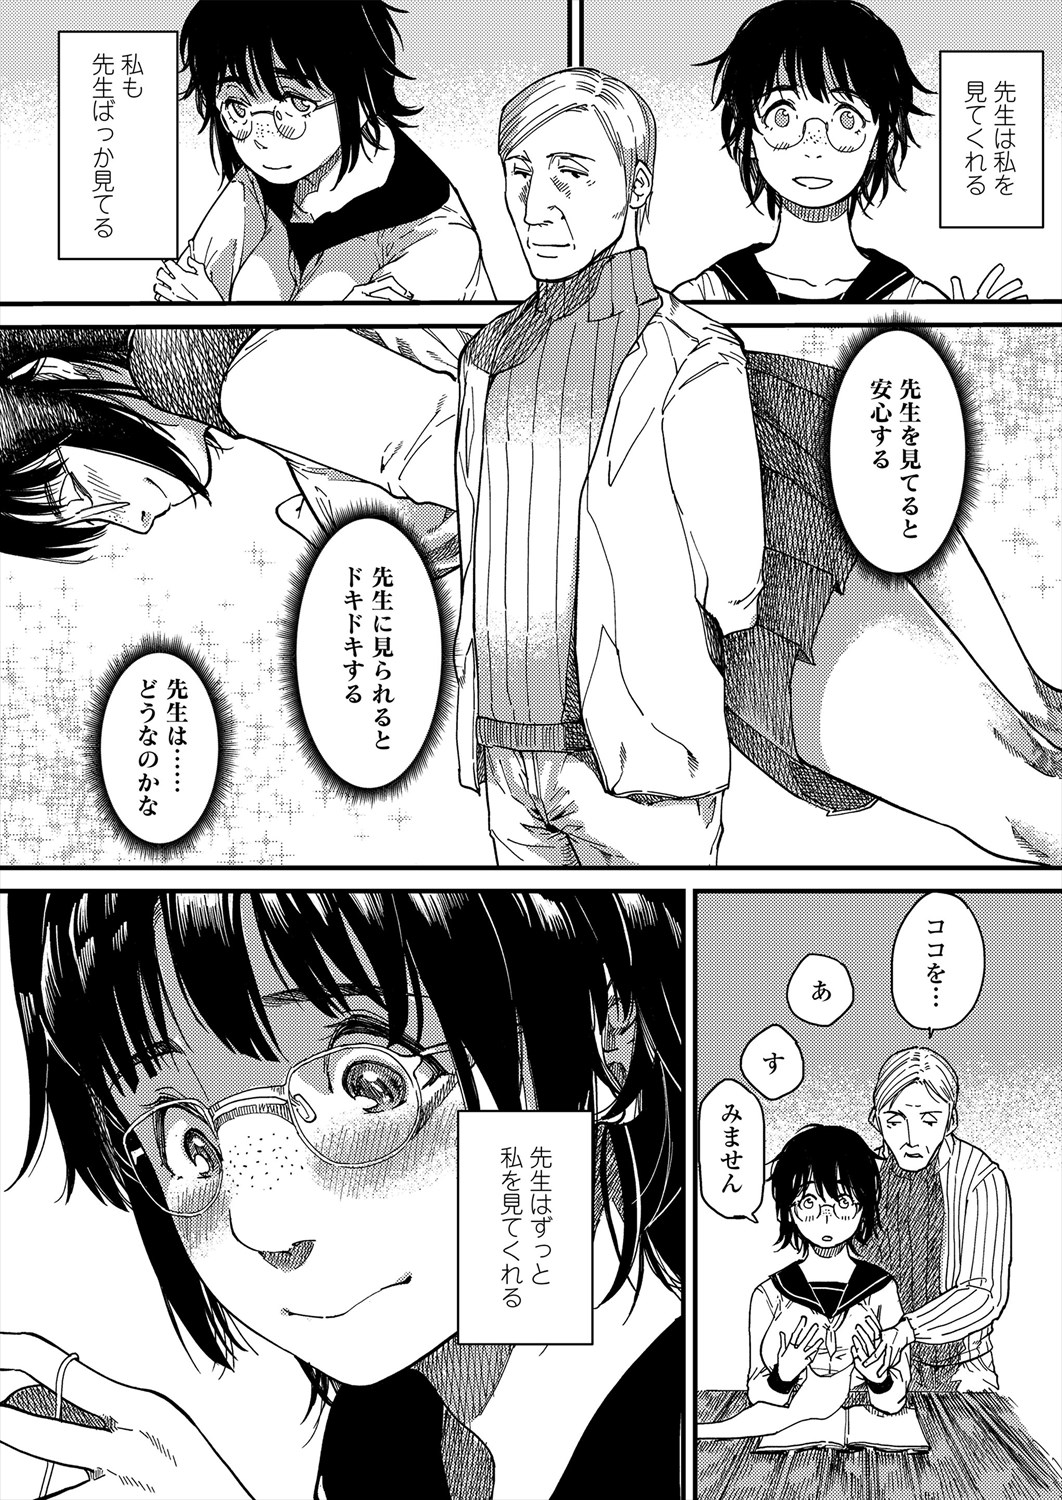 先生は私を
見てくれる
私も
先生ばっか見てる
先生を見てると
安心する
先生に見られると
ドキドキする
先生は……
どうなのかな
ココを…
あ
す
みません
先生はずっと
私を見てくれる